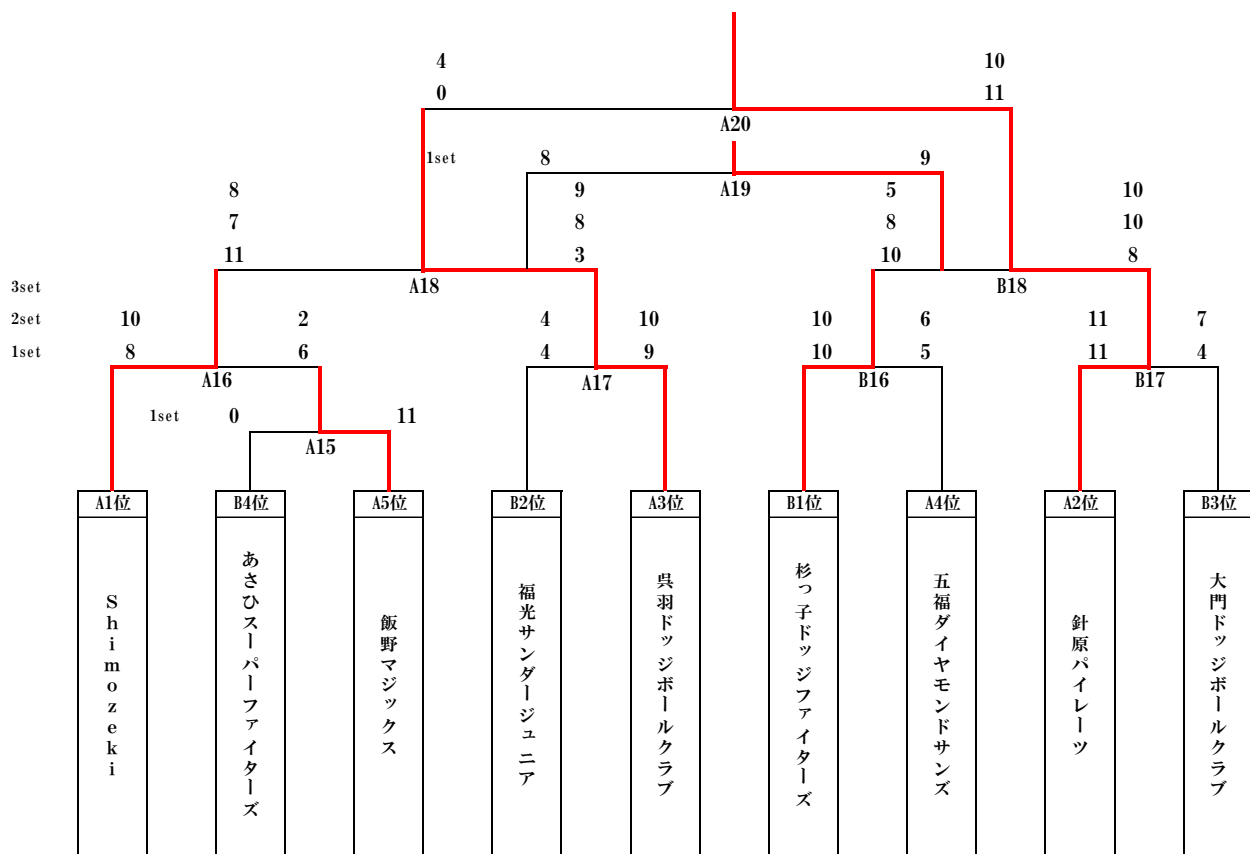 4 10
0 11
A20
1set 8 9
A19
8 9 5 10
7 8 8 10
11 3 10 8
A18 B18
3set
2set 10 2 4 10 10 6 11 7
1set 8 6 4 9 10 5 11 4
A16 A17 B16 B17
1set 0 11
A15
A1位 B4位 A5位 B2位 A3位 B1位 A4位 A2位 B3位
Shimozeki
あさひスーパーファイターズ
飯野マジックス
福光サンダージュニア
呉羽ドッジボールクラブ
杉っ子ドッジファイターズ
五福ダイヤモンドサンズ
針原パイレーツ
大門ドッジボールクラブ